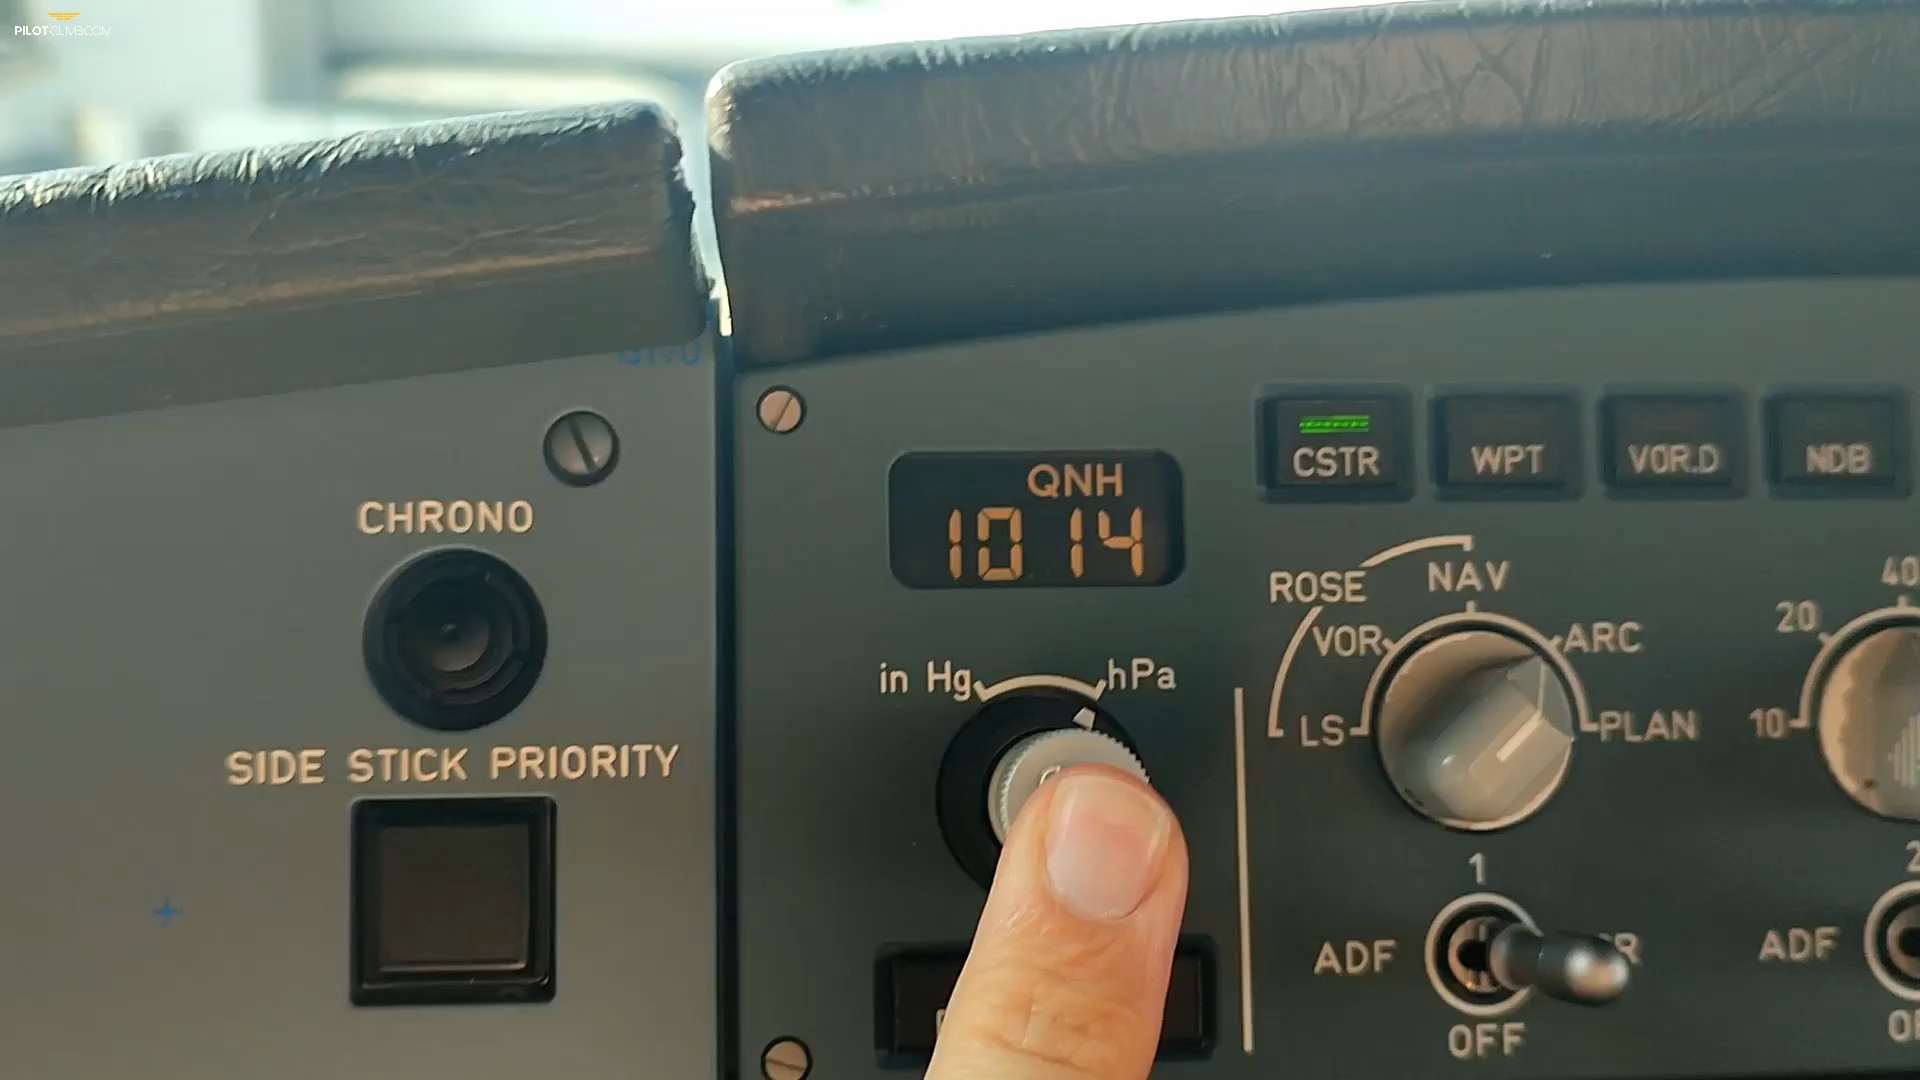 PILOTCLIMB.COM
CHRONO
SIDE STICK PRIORITY
QNH
1014
in Hg
hPa
CSTR
WPT
VOR.D
NDB
ROSE
NAV
VOR
ARC
LS
PLAN
40
20
10
1
ADF
OFF
2
ADF